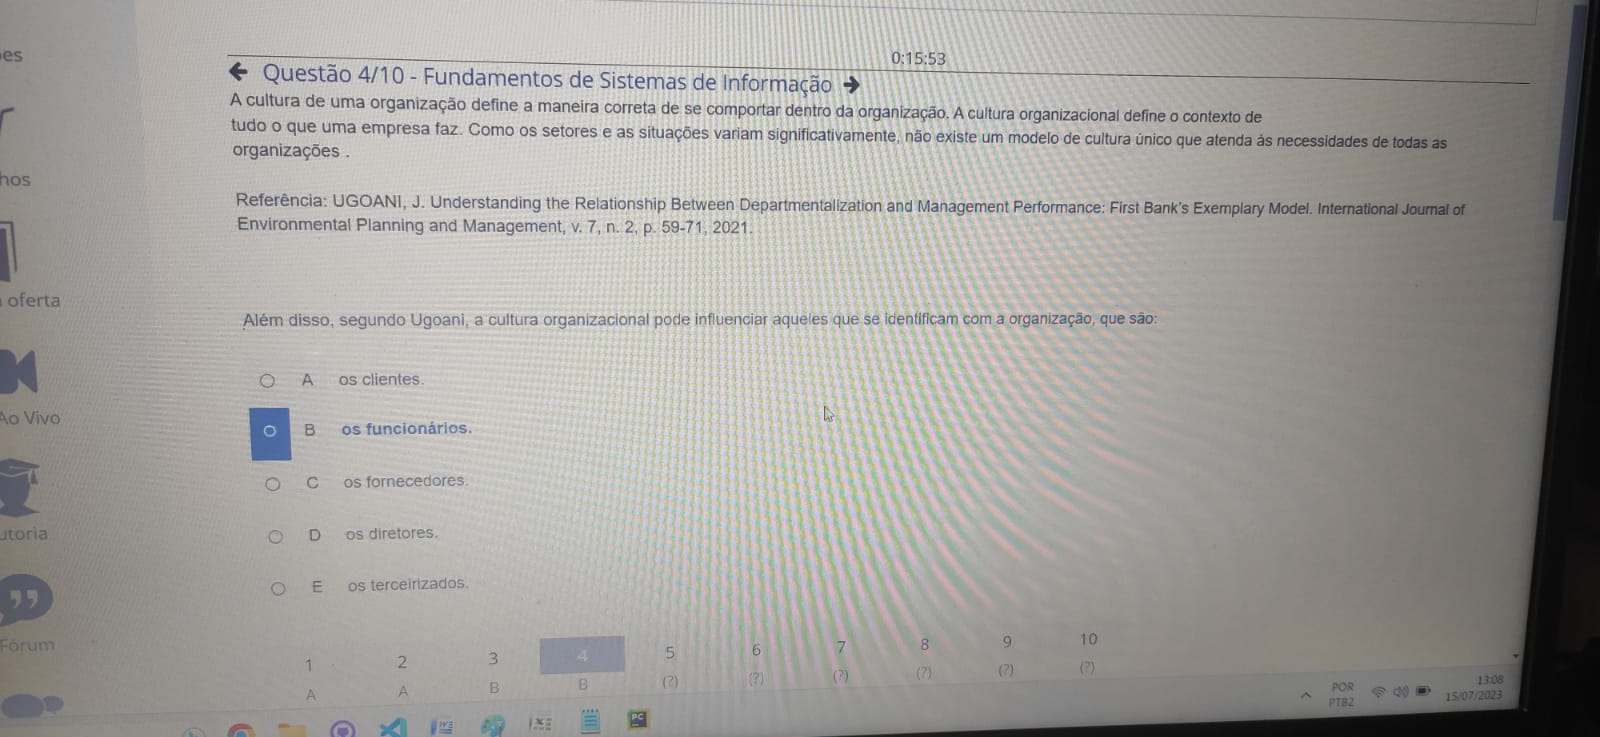 0:15:53
Questão 4/10 - Fundamentos de Sistemas de Informação
A cultura de uma organização define a maneira correta de se comportar dentro da organização. A cultura organizacional define o contexto de
tudo o que uma empresa faz. Como os setores e as situações variam significativamente, não existe um modelo de cultura único que atenda às necessidades de todas as
organizações .
Referência: UGOANI, J. Understanding the Relationship Between Departmentalization and Management Performance: First Bank's Exemplary Model. International Journal of
Environmental Planning and Management, v. 7, n. 2, p. 59-71, 2021.
Além disso, segundo Ugoani, a cultura organizacional pode influenciar aqueles que se identificam com a organização, que são:
A os clientes.
B os funcionários.
C os fornecedores.
D os diretores.
E os terceirizados.
1 2 3 4 5 6 7 8 9 10
A A B B (?) (?) (?) (?) (?) (?)
es
hos
oferta
Ao Vivo
utoria
Fórum
POR
PTB2
13:08
15/07/2023
PC